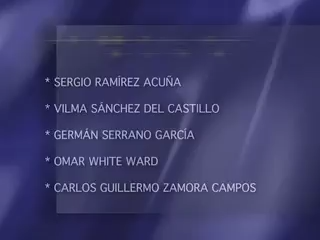 * SERGIO RAMÍREZ ACUÑA
* VILMA SÁNCHEZ DEL CASTILLO
* GERMÁN SERRANO GARCÍA
* OMAR WHITE WARD
* CARLOS GUILLERMO ZAMORA CAMPOS